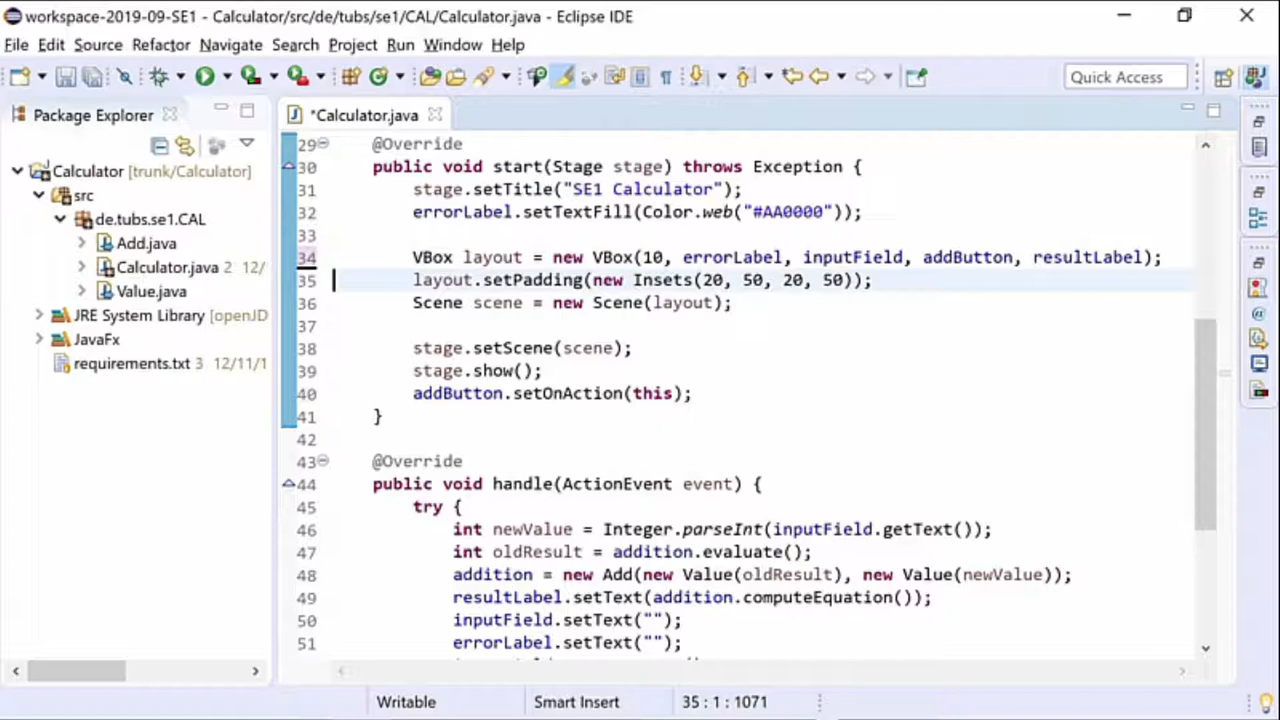 workspace-2019-09-SE1 - Calculator/src/de/tubs/se1/CAL/Calculator.java - Eclipse IDE
File Edit Source Refactor Navigate Search Project Run Window Help
Quick Access
Package Explorer
*Calculator.java
Calculator [trunk/Calculator]
src
de.tubs.se1.CAL
Add.java
Calculator.java 2 12/
Value.java
JRE System Library [openJD
JavaFx
requirements.txt 3 12/11/1
29 @Override
30 public void start(Stage stage) throws Exception {
31 stage.setTitle("SE1 Calculator");
32 errorLabel.setTextFill(Color.web("#AA0000"));
33
34 VBox layout = new VBox(10, errorLabel, inputField, addButton, resultLabel);
35 layout.setPadding(new Insets(20, 50, 20, 50));
36 Scene scene = new Scene(layout);
37
38 stage.setScene(scene);
39 stage.show();
40 addButton.setOnAction(this);
41 }
42
43 @Override
44 public void handle(ActionEvent event) {
45 try {
46 int newValue = Integer.parseInt(inputField.getText());
47 int oldResult = addition.evaluate();
48 addition = new Add(new Value(oldResult), new Value(newValue));
49 resultLabel.setText(addition.computeEquation());
50 inputField.setText("");
51 errorLabel.setText("");
Writable Smart Insert 35 : 1 : 1071